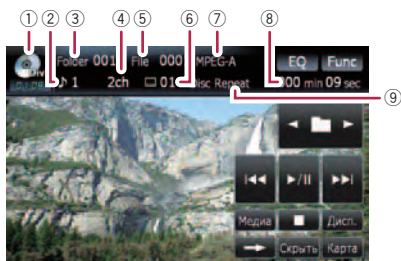 ① ② ③ ④ ⑤ ⑥ ⑦ ⑧
Folder 001 File 000 MPEG-A EQ Func
♪ 1 2ch 01 Disc Repeat 000 min 09 sec
⑨
Медиа Дисп.
Скрыть Карта